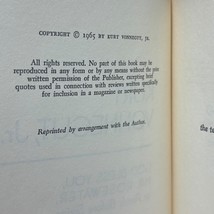 COPYRIGHT © 1965 BY KURT VONNEGUT, JR.
All rights reserved. No part of this book may be
reproduced in any form or by any means without the prior
written permission of the Publisher, excepting brief
quotes used in connection with reviews written specifically
for inclusion in a magazine or newspaper.
Reprinted by arrangement with the Author.
the